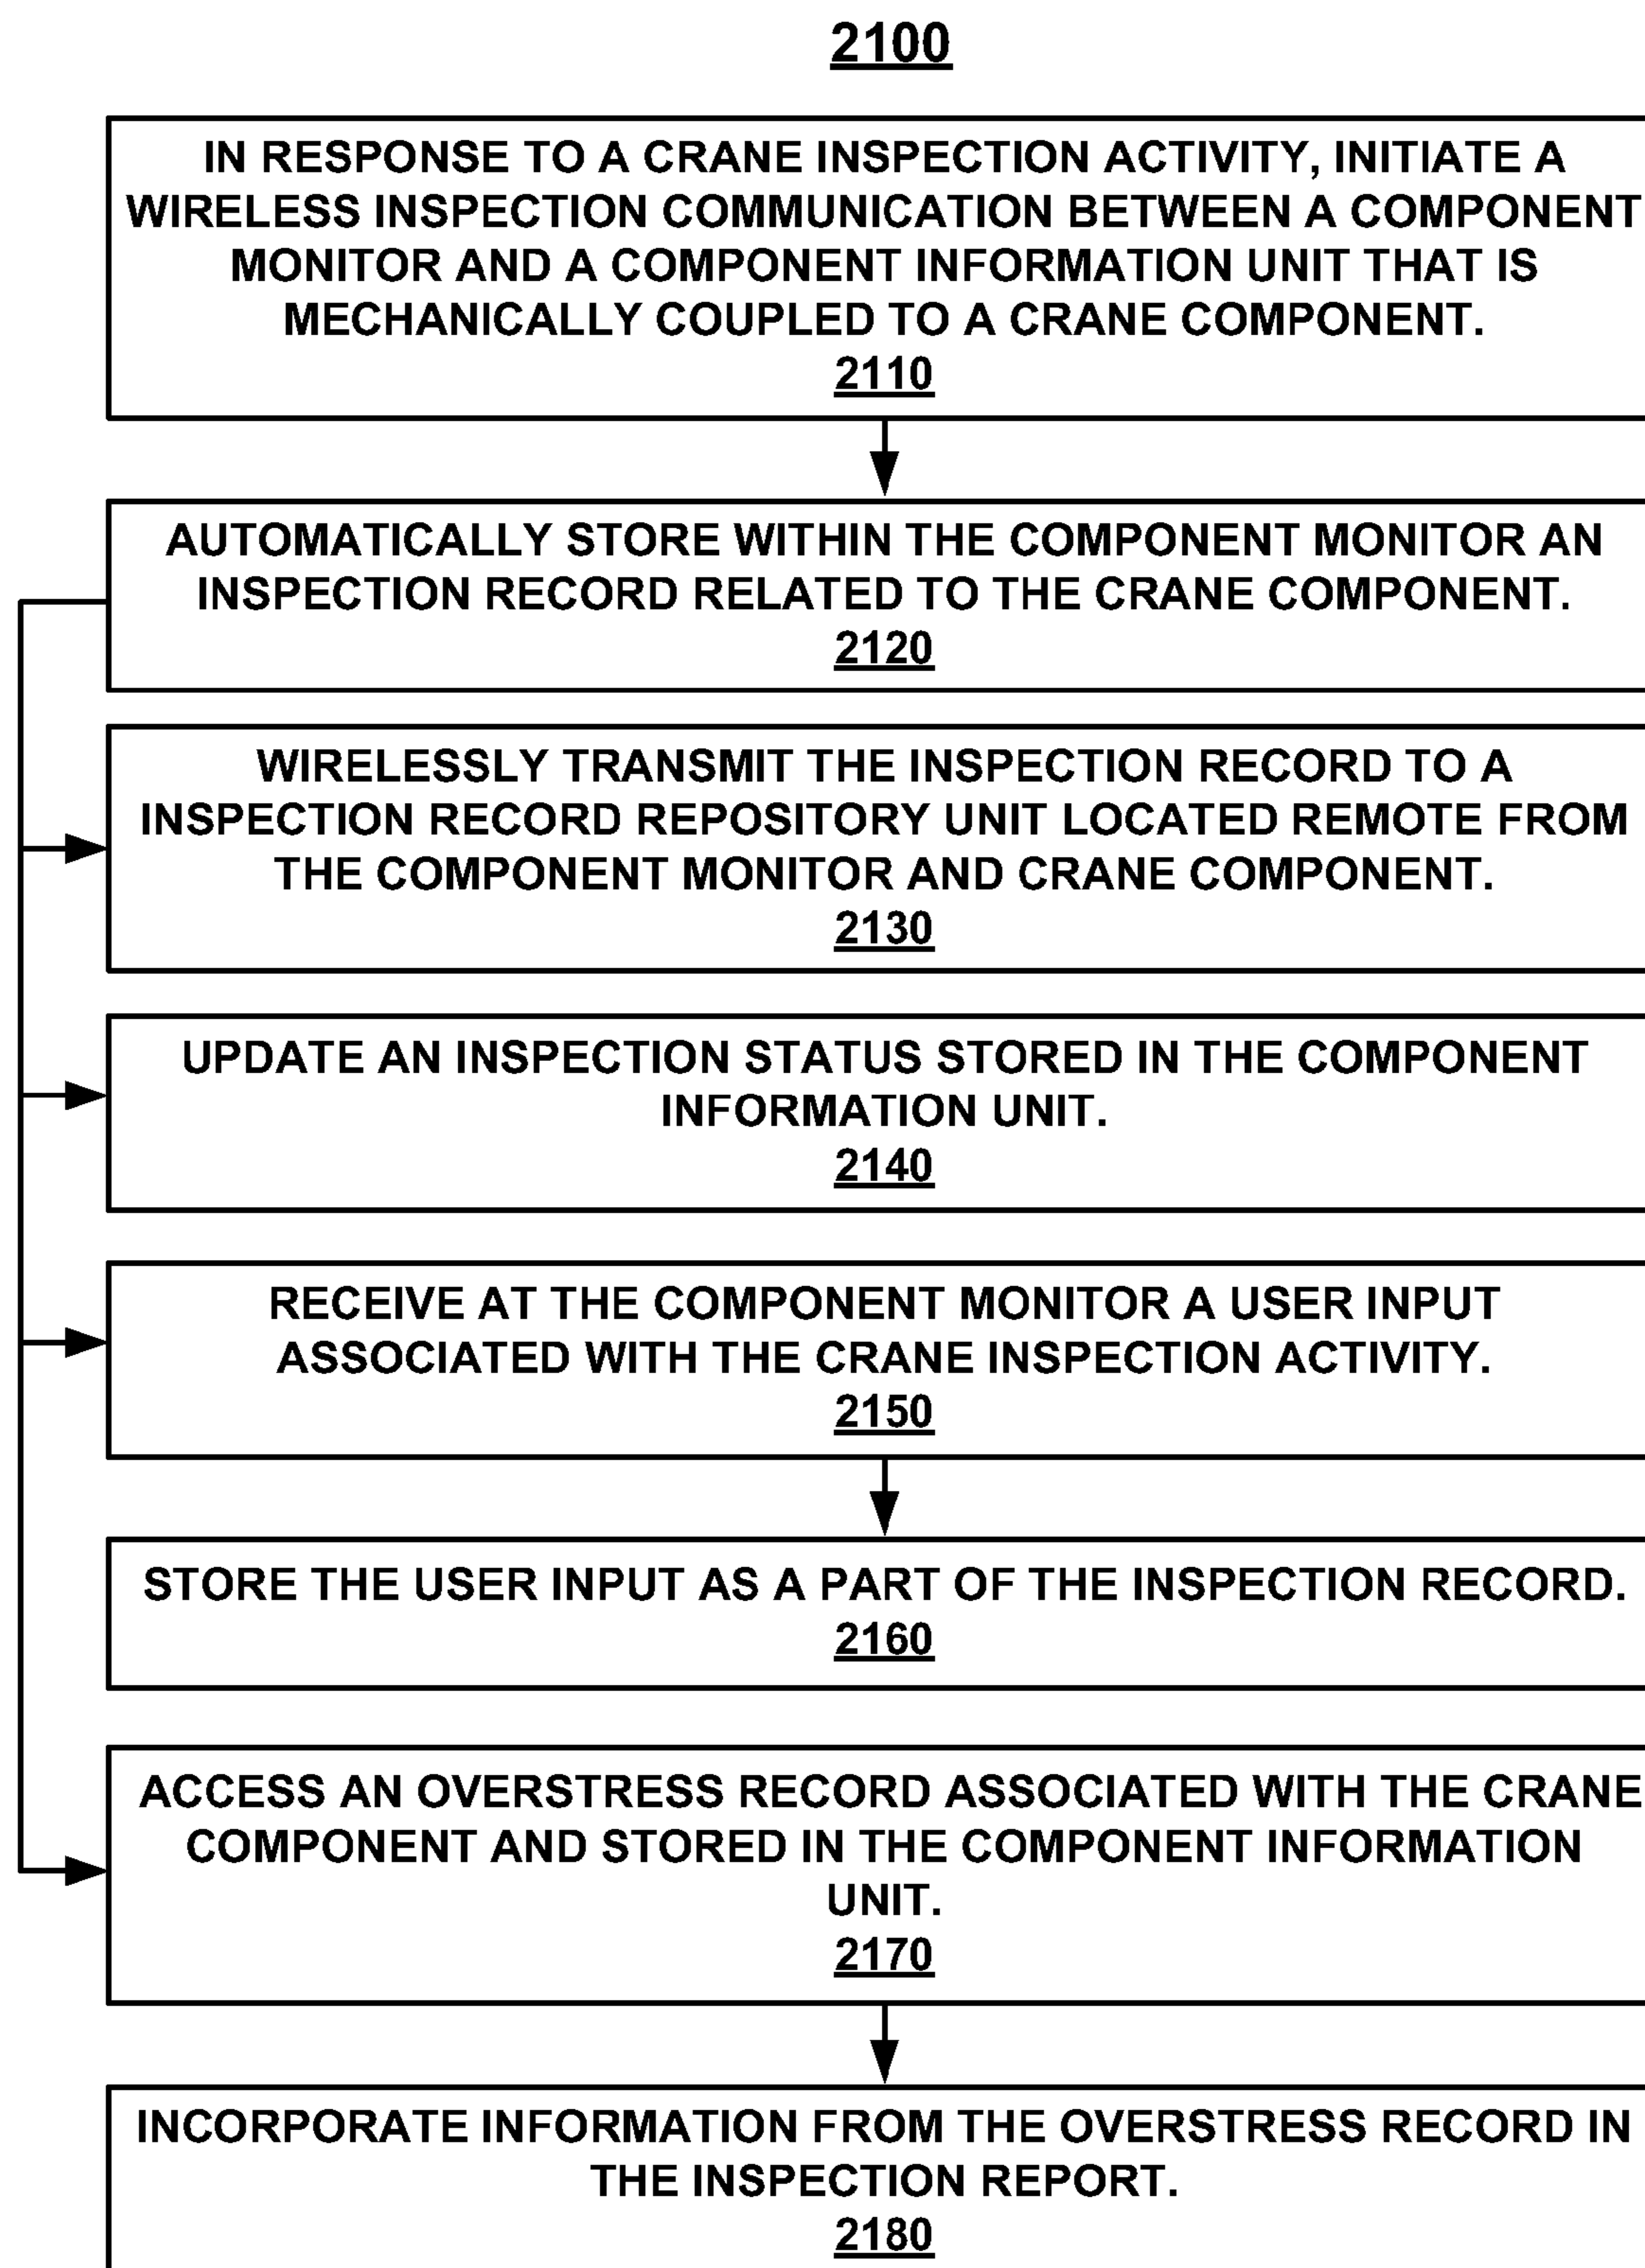 2100
IN RESPONSE TO A CRANE INSPECTION ACTIVITY, INITIATE A
WIRELESS INSPECTION COMMUNICATION BETWEEN A COMPONENT
MONITOR AND A COMPONENT INFORMATION UNIT THAT IS
MECHANICALLY COUPLED TO A CRANE COMPONENT.
2110
AUTOMATICALLY STORE WITHIN THE COMPONENT MONITOR AN
INSPECTION RECORD RELATED TO THE CRANE COMPONENT.
2120
WIRELESSLY TRANSMIT THE INSPECTION RECORD TO A
INSPECTION RECORD REPOSITORY UNIT LOCATED REMOTE FROM
THE COMPONENT MONITOR AND CRANE COMPONENT.
2130
UPDATE AN INSPECTION STATUS STORED IN THE COMPONENT
INFORMATION UNIT.
2140
RECEIVE AT THE COMPONENT MONITOR A USER INPUT
ASSOCIATED WITH THE CRANE INSPECTION ACTIVITY.
2150
STORE THE USER INPUT AS A PART OF THE INSPECTION RECORD.
2160
ACCESS AN OVERSTRESS RECORD ASSOCIATED WITH THE CRANE
COMPONENT AND STORED IN THE COMPONENT INFORMATION
UNIT.
2170
INCORPORATE INFORMATION FROM THE OVERSTRESS RECORD IN
THE INSPECTION REPORT.
2180